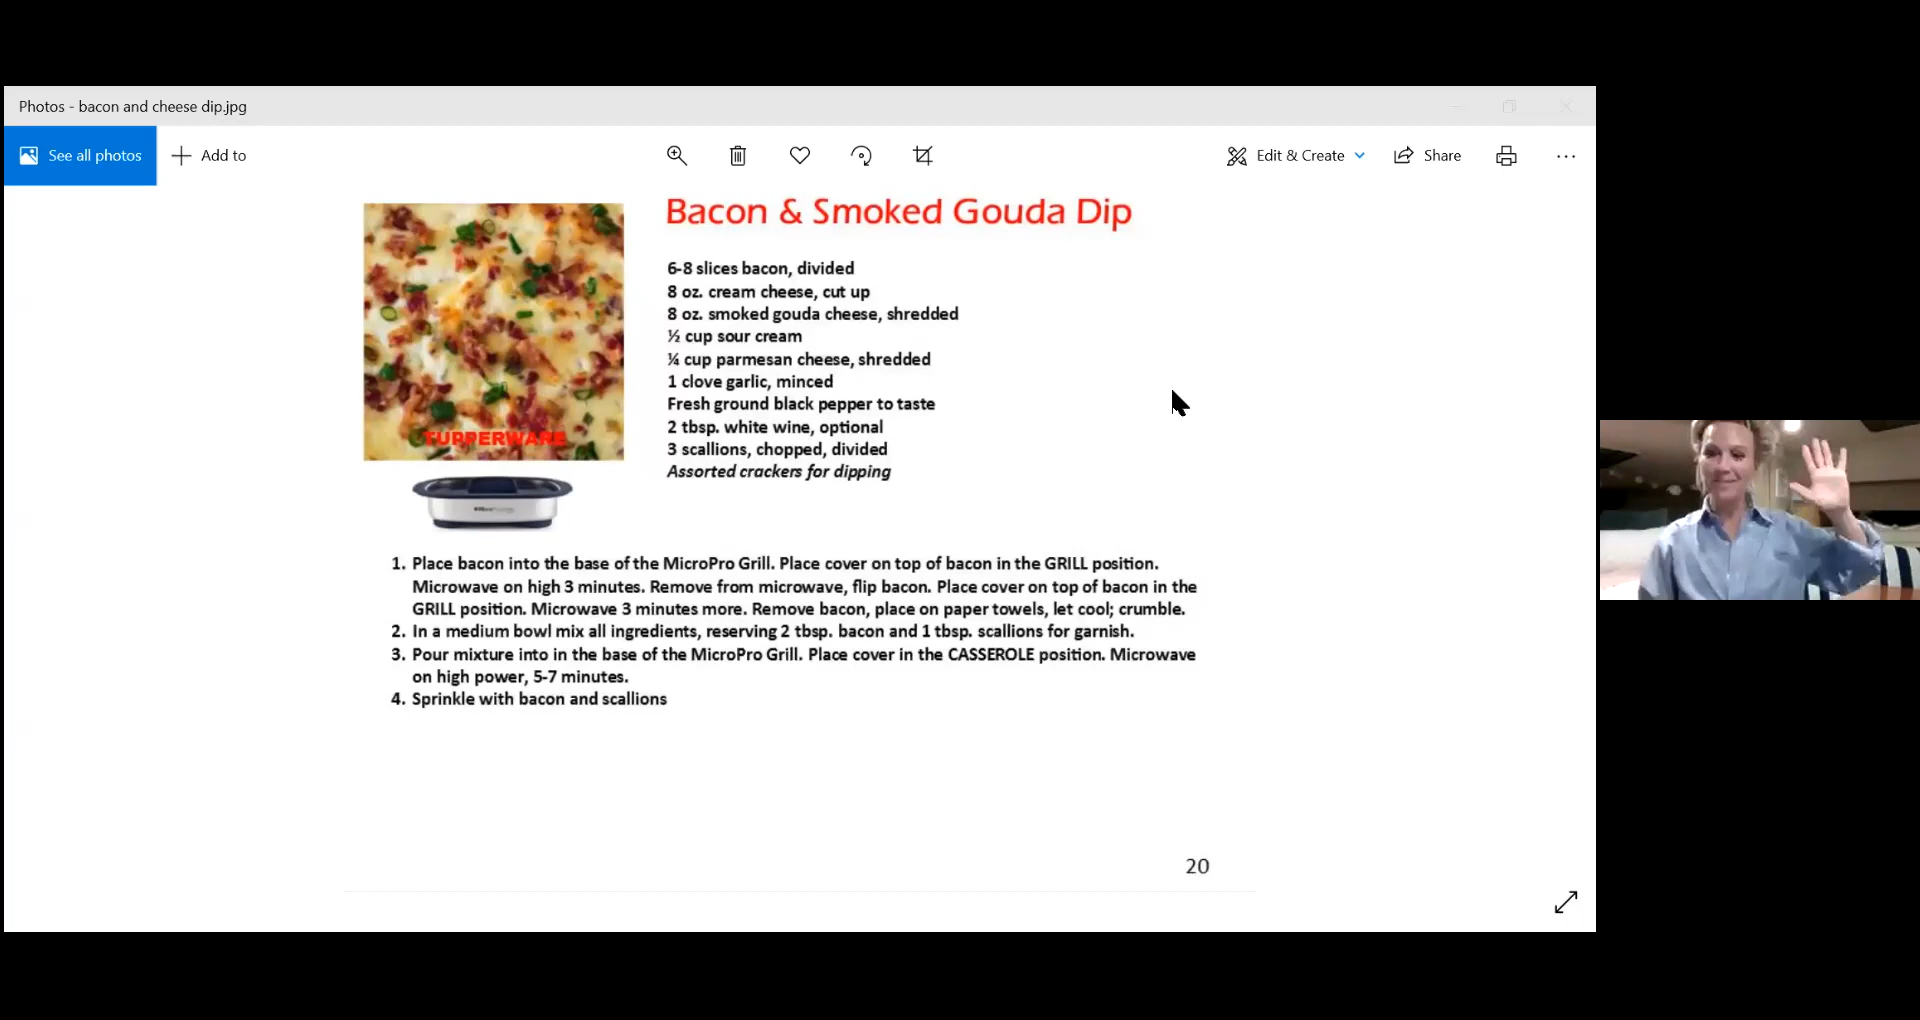 Photos - bacon and cheese dip.jpg
See all photos
Add to
Edit & Create
Share
Bacon & Smoked Gouda Dip
6-8 slices bacon, divided
8 oz. cream cheese, cut up
8 oz. smoked gouda cheese, shredded
½ cup sour cream
¼ cup parmesan cheese, shredded
1 clove garlic, minced
Fresh ground black pepper to taste
2 tbsp. white wine, optional
3 scallions, chopped, divided
Assorted crackers for dipping
TUPPERWARE
1. Place bacon into the base of the MicroPro Grill. Place cover on top of bacon in the GRILL position.
Microwave on high 3 minutes. Remove from microwave, flip bacon. Place cover on top of bacon in the
GRILL position. Microwave 3 minutes more. Remove bacon, place on paper towels, let cool; crumble.
2. In a medium bowl mix all ingredients, reserving 2 tbsp. bacon and 1 tbsp. scallions for garnish.
3. Pour mixture into in the base of the MicroPro Grill. Place cover in the CASSEROLE position. Microwave
on high power, 5-7 minutes.
4. Sprinkle with bacon and scallions
20